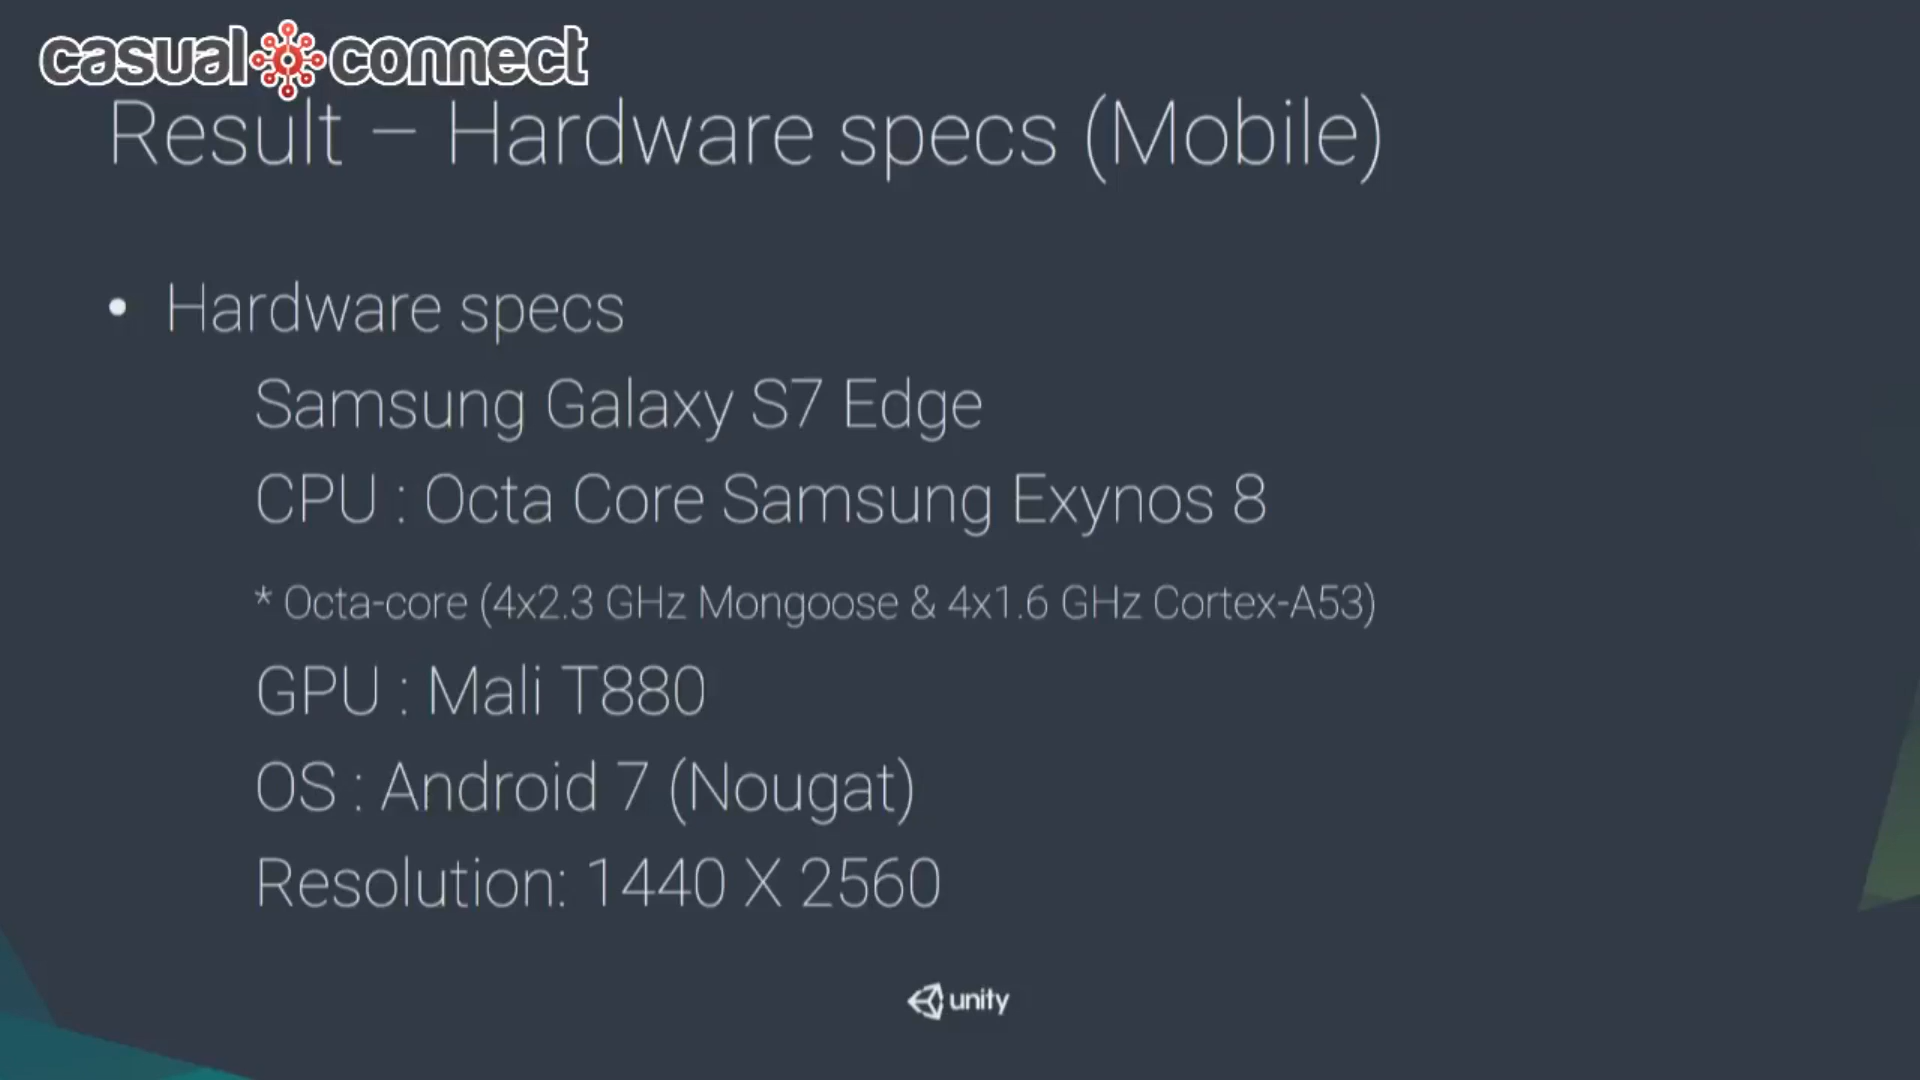 casual connect
Result – Hardware specs (Mobile)
• Hardware specs
Samsung Galaxy S7 Edge
CPU : Octa Core Samsung Exynos 8
* Octa-core (4x2.3 GHz Mongoose & 4x1.6 GHz Cortex-A53)
GPU : Mali T880
OS : Android 7 (Nougat)
Resolution: 1440 X 2560
unity